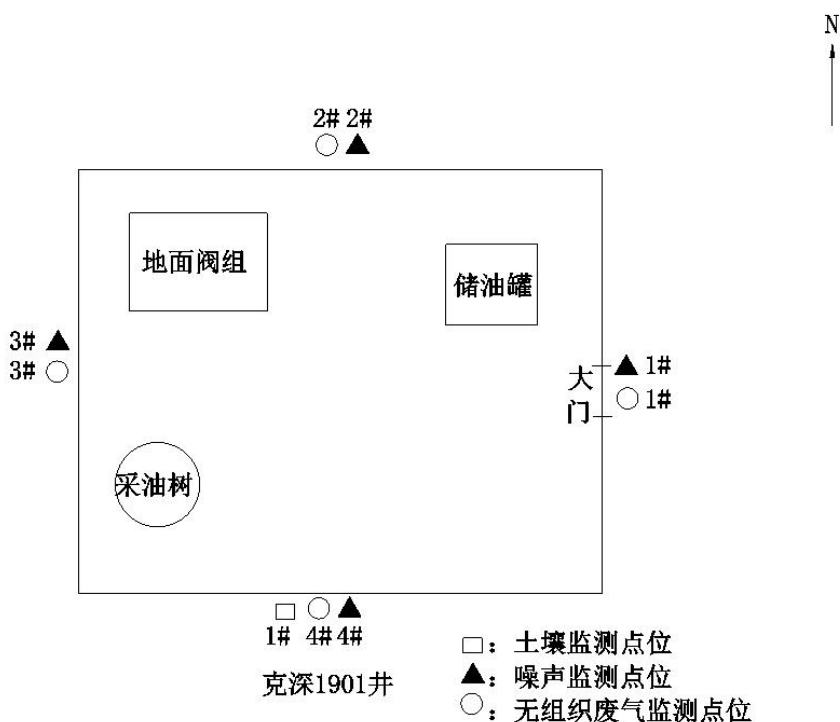 N
2# 2#
地面阀组
储油罐
3#
3#
大门
1#
1#
采油树
1# 4# 4#
克深1901井
□：土壤监测点位
▲：噪声监测点位
○：无组织废气监测点位